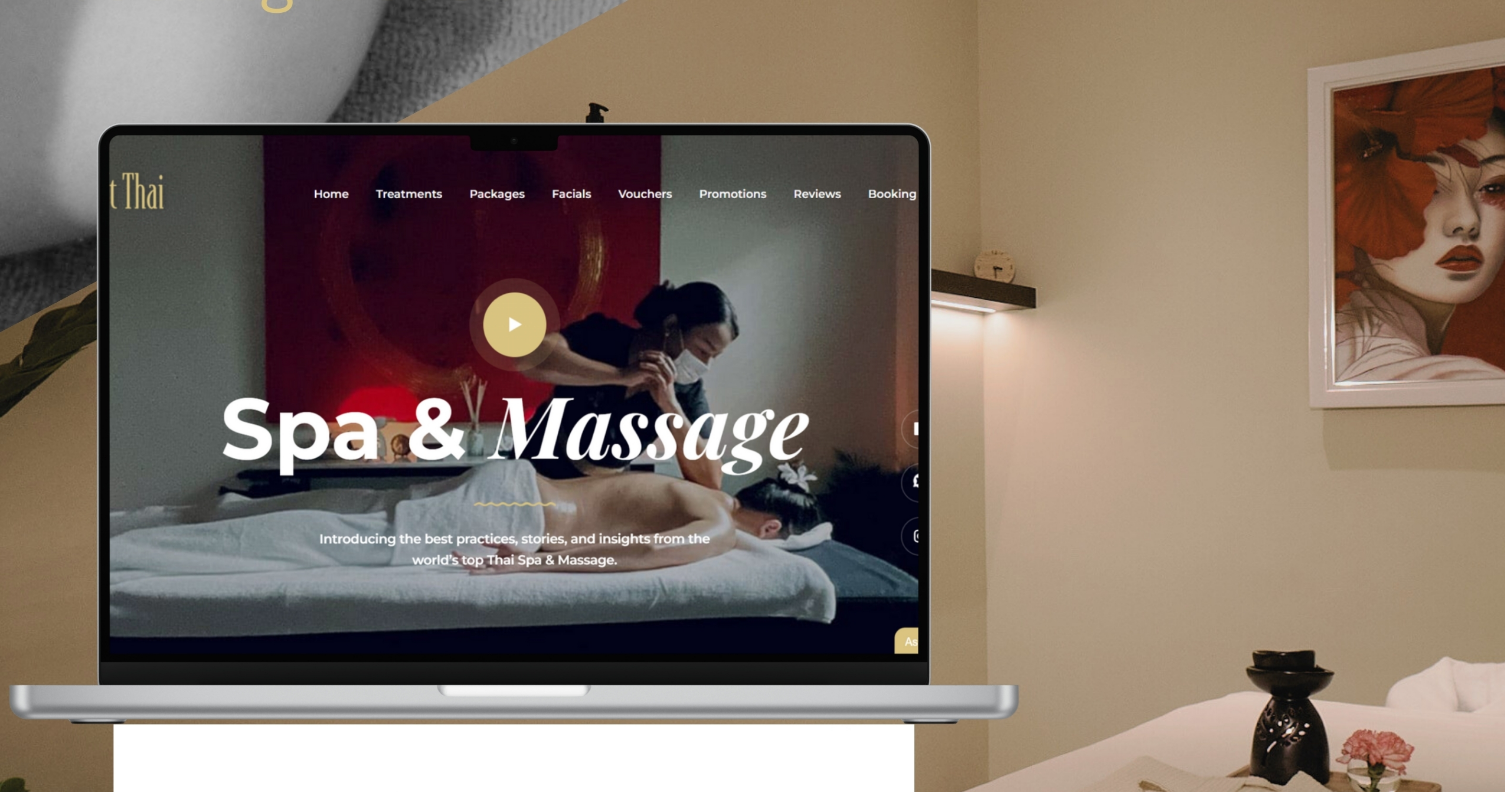 g
t Thai
Home Treatments Packages Facials Vouchers Promotions Reviews Booking
Spa & Massage
Introducing the best practices, stories, and insights from the
world's top Thai Spa & Massage.
As